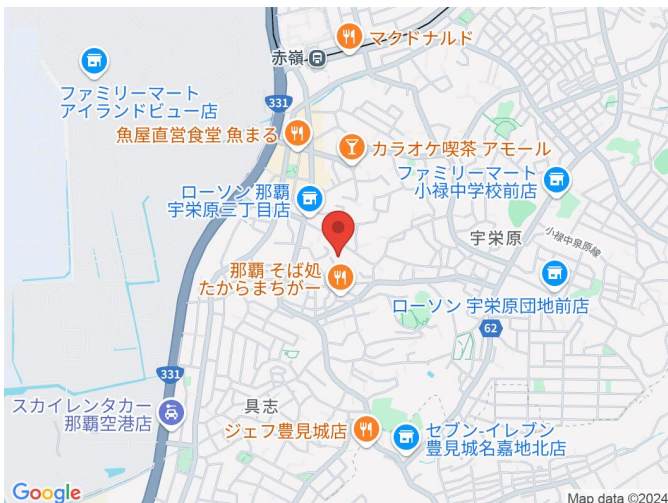 マクドナルド
赤嶺
ファミリーマート
アイランドビュー店
331
魚屋直営食堂 魚まる
カラオケ喫茶 アモール
ファミリーマート
小禄中学校前店
ローソン 那覇
宇栄原三丁目店
宇栄原
小禄中泉原線
那覇 そば処
たからまちがー
ローソン 宇栄原団地前店
62
331
スカイレンタカー
那覇空港店
具志
ジェフ豊見城店
セブン-イレブン
豊見城名嘉地北店
Google
Map data ©2024